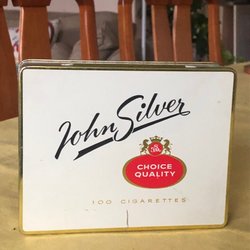 John Silver
CHOICE
QUALITY
100 CIGARETTES